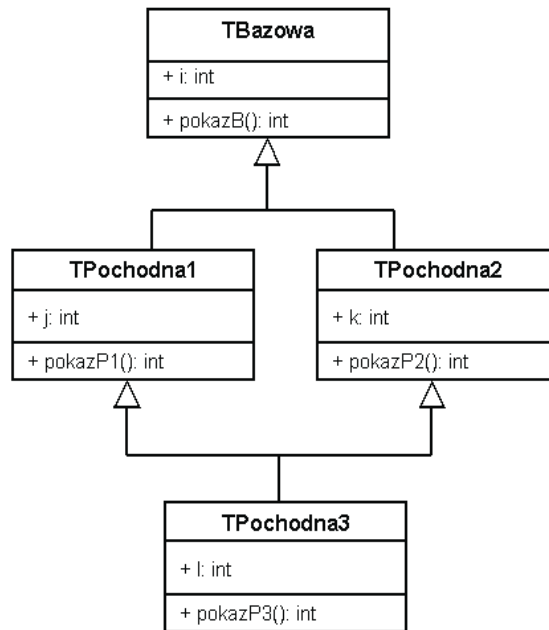 TBazowa
+ i: int
+ pokazB(): int
TPochodna1
+ j: int
+ pokazP1(): int
TPochodna2
+ k: int
+ pokazP2(): int
TPochodna3
+ l: int
+ pokazP3(): int